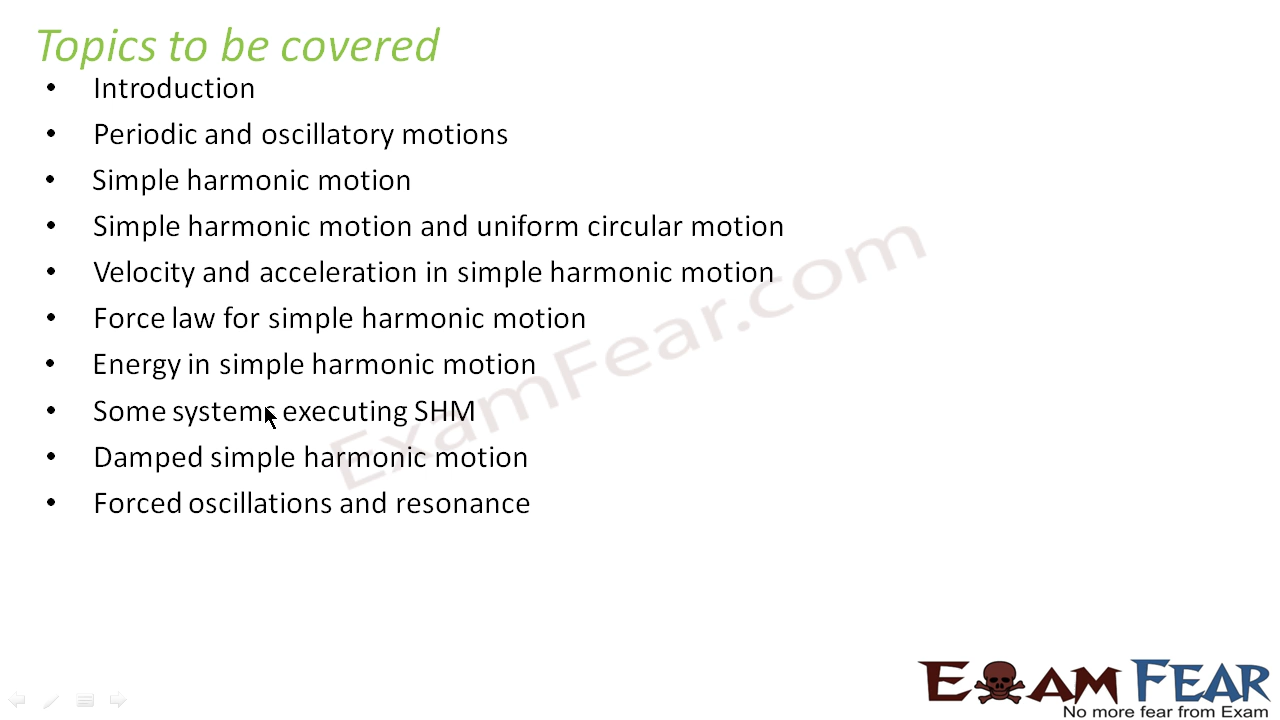 Topics to be covered
• Introduction
• Periodic and oscillatory motions
• Simple harmonic motion
• Simple harmonic motion and uniform circular motion
• Velocity and acceleration in simple harmonic motion
• Force law for simple harmonic motion
• Energy in simple harmonic motion
• Some systems executing SHM
• Damped simple harmonic motion
• Forced oscillations and resonance
ExamFear.com
EXAM FEAR
No more fear from Exam